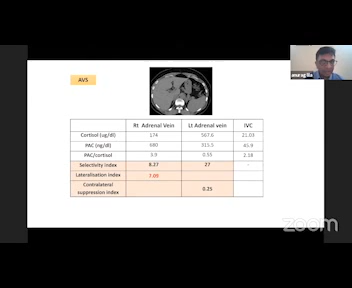 AVS
anuraglila
Rt Adrenal Vein Lt Adrenal vein IVC
Cortisol (ug/dl) 174 567.6 21.03
PAC (ng/dl) 680 315.5 45.9
PAC/cortisol 3.9 0.55 2.18
Selectivity index 8.27 27 -
Lateralisation index 7.09
Contralateral
suppression index 0.25
zoom